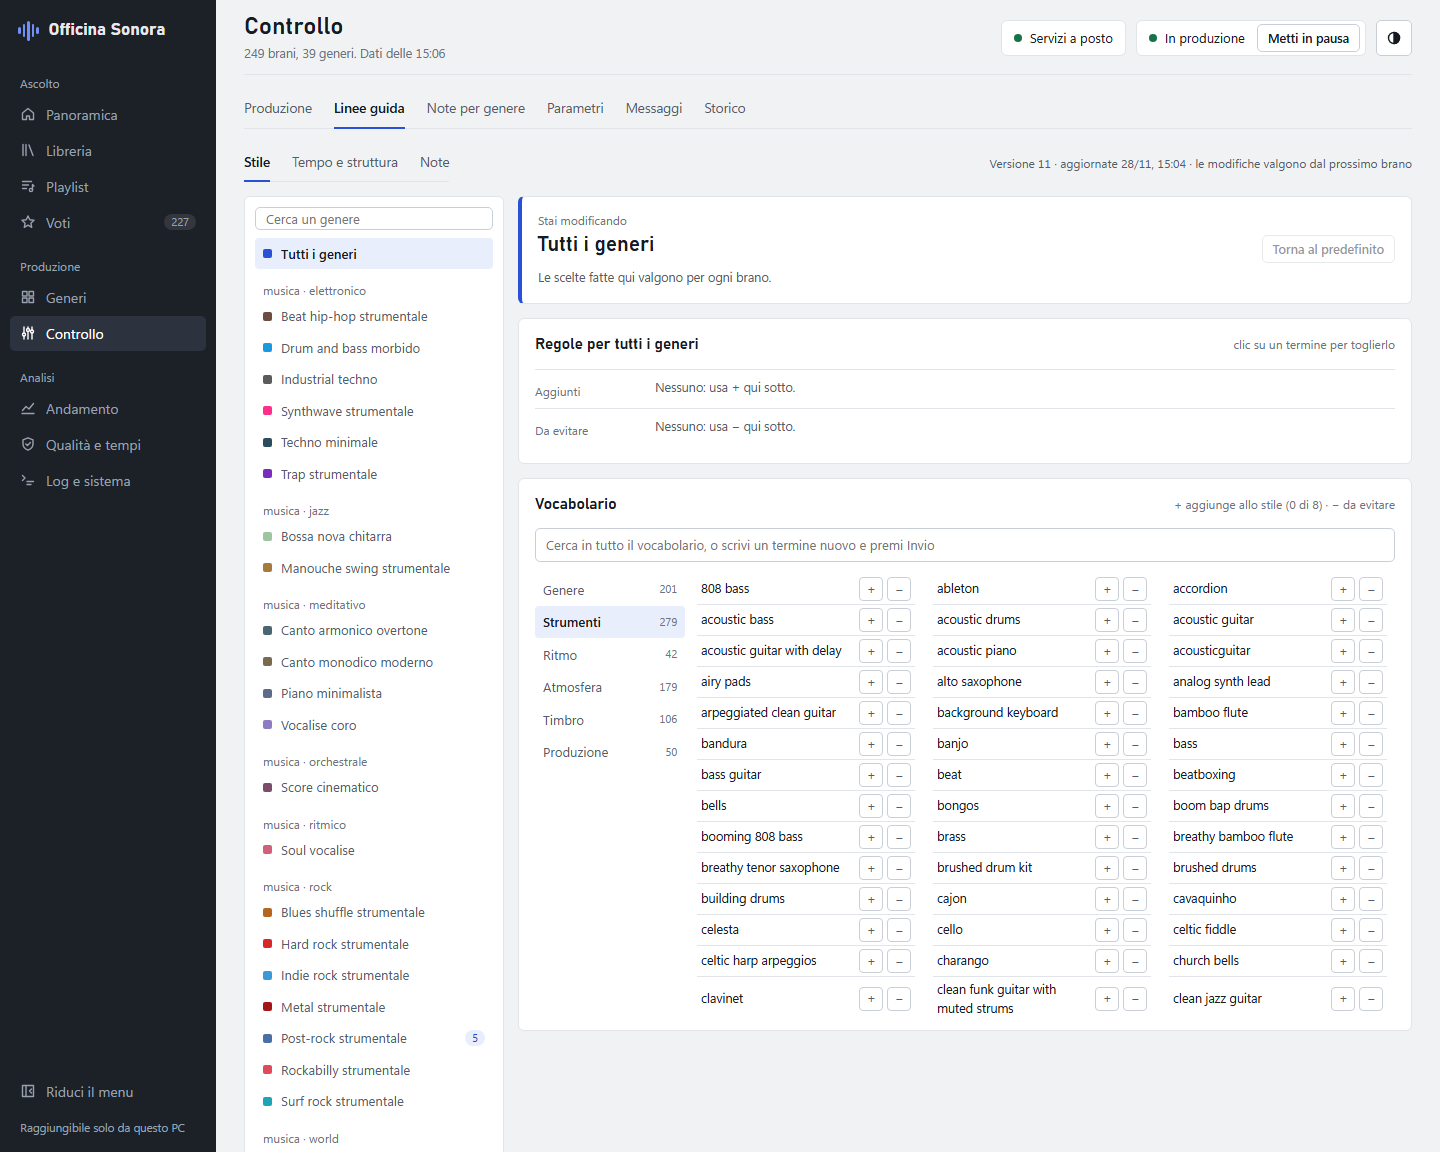 Officina Sonora
Ascolto
Panoramica
Libreria
Playlist
Voti 227
Produzione
Generi
Controllo
Analisi
Andamento
Qualità e tempi
Log e sistema
Riduci il menu
Raggiungibile solo da questo PC
Controllo
249 brani, 39 generi. Dati delle 15:06
Servizi a posto
In produzione Metti in pausa
Produzione Linee guida Note per genere Parametri Messaggi Storico
Stile Tempo e struttura Note
Versione 11 · aggiornate 28/11, 15:04 · le modifiche valgono dal prossimo brano
Cerca un genere
Tutti i generi
musica · elettronico
Beat hip-hop strumentale
Drum and bass morbido
Industrial techno
Synthwave strumentale
Techno minimale
Trap strumentale
musica · jazz
Bossa nova chitarra
Manouche swing strumentale
musica · meditativo
Canto armonico overtone
Canto monodico moderno
Piano minimalista
Vocalise coro
musica · orchestrale
Score cinematico
musica · ritmico
Soul vocalise
musica · rock
Blues shuffle strumentale
Hard rock strumentale
Indie rock strumentale
Metal strumentale
Post-rock strumentale 5
Rockabilly strumentale
Surf rock strumentale
musica · world
Stai modificando
Tutti i generi
Le scelte fatte qui valgono per ogni brano.
Torna al predefinito
Regole per tutti i generi
clic su un termine per toglierlo
Aggiunti Nessuno: usa + qui sotto.
Da evitare Nessuno: usa − qui sotto.
Vocabolario
+ aggiunge allo stile (0 di 8) · − da evitare
Cerca in tutto il vocabolario, o scrivi un termine nuovo e premi Invio
Genere 201
Strumenti 279
Ritmo 42
Atmosfera 179
Timbro 106
Produzione 50
808 bass + − ableton + − accordion + −
acoustic bass + − acoustic drums + − acoustic guitar + −
acoustic guitar with delay + − acoustic piano + − acousticguitar + −
airy pads + − alto saxophone + − analog synth lead + −
arpeggiated clean guitar + − background keyboard + − bamboo flute + −
bandura + − banjo + − bass + −
bass guitar + − beat + − beatboxing + −
bells + − bongos + − boom bap drums + −
booming 808 bass + − brass + − breathy bamboo flute + −
breathy tenor saxophone + − brushed drum kit + − brushed drums + −
building drums + − cajon + − cavaquinho + −
celesta + − cello + − celtic fiddle + −
celtic harp arpeggios + − charango + − church bells + −
clavinet + − clean funk guitar with muted strums + − clean jazz guitar + −